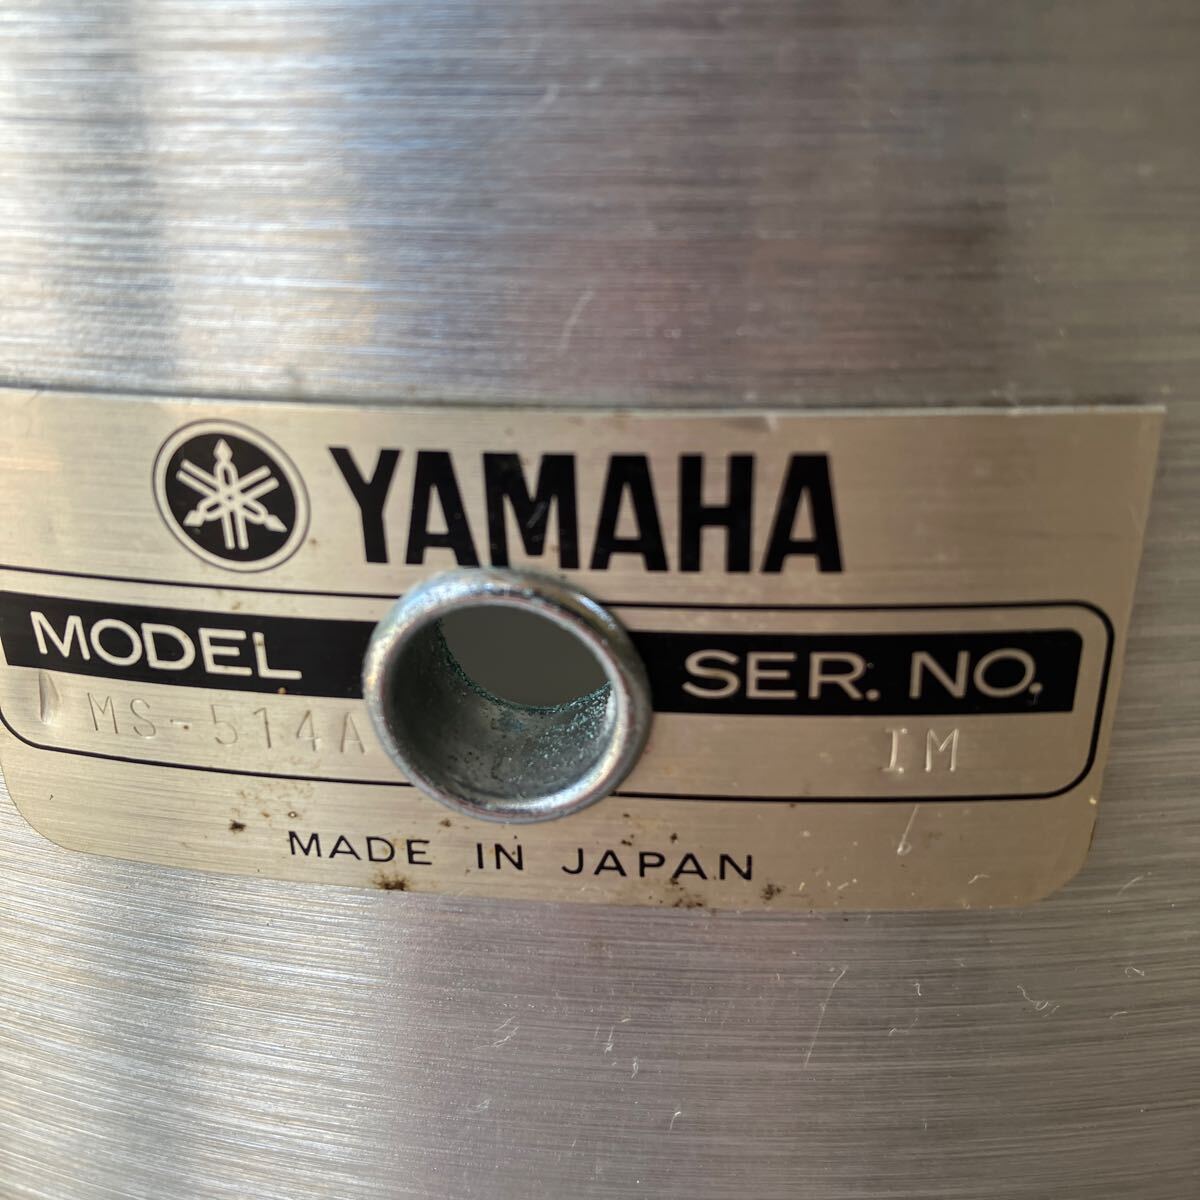 YAMAHA
MODEL SER. NO.
MS-514A IM
MADE IN JAPAN